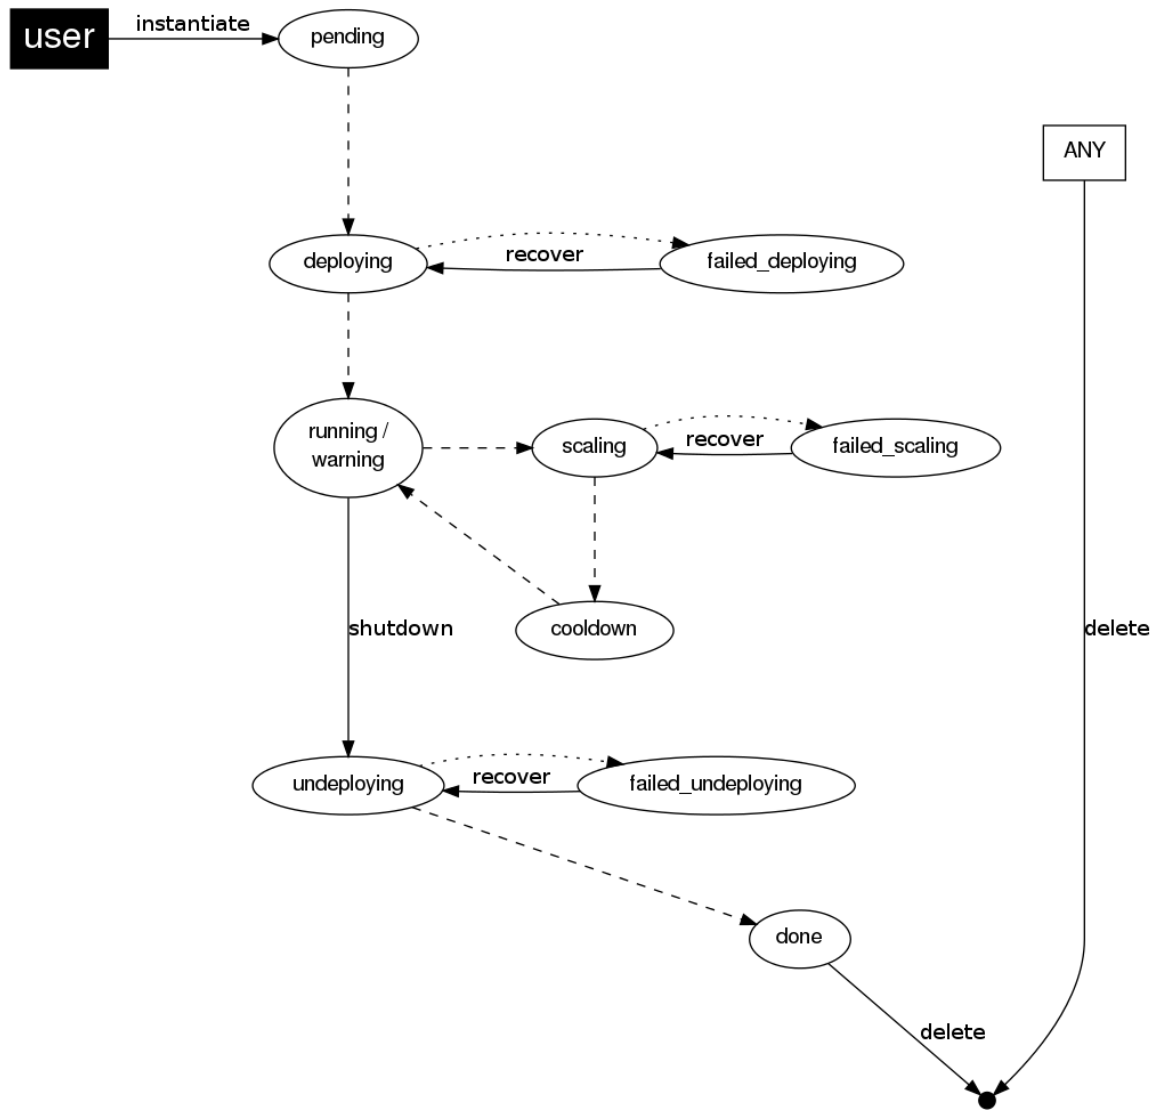 user
instantiate
pending
ANY
deploying
recover
failed_deploying
running /
warning
scaling
recover
failed_scaling
shutdown
cooldown
delete
undeploying
recover
failed_undeploying
done
delete